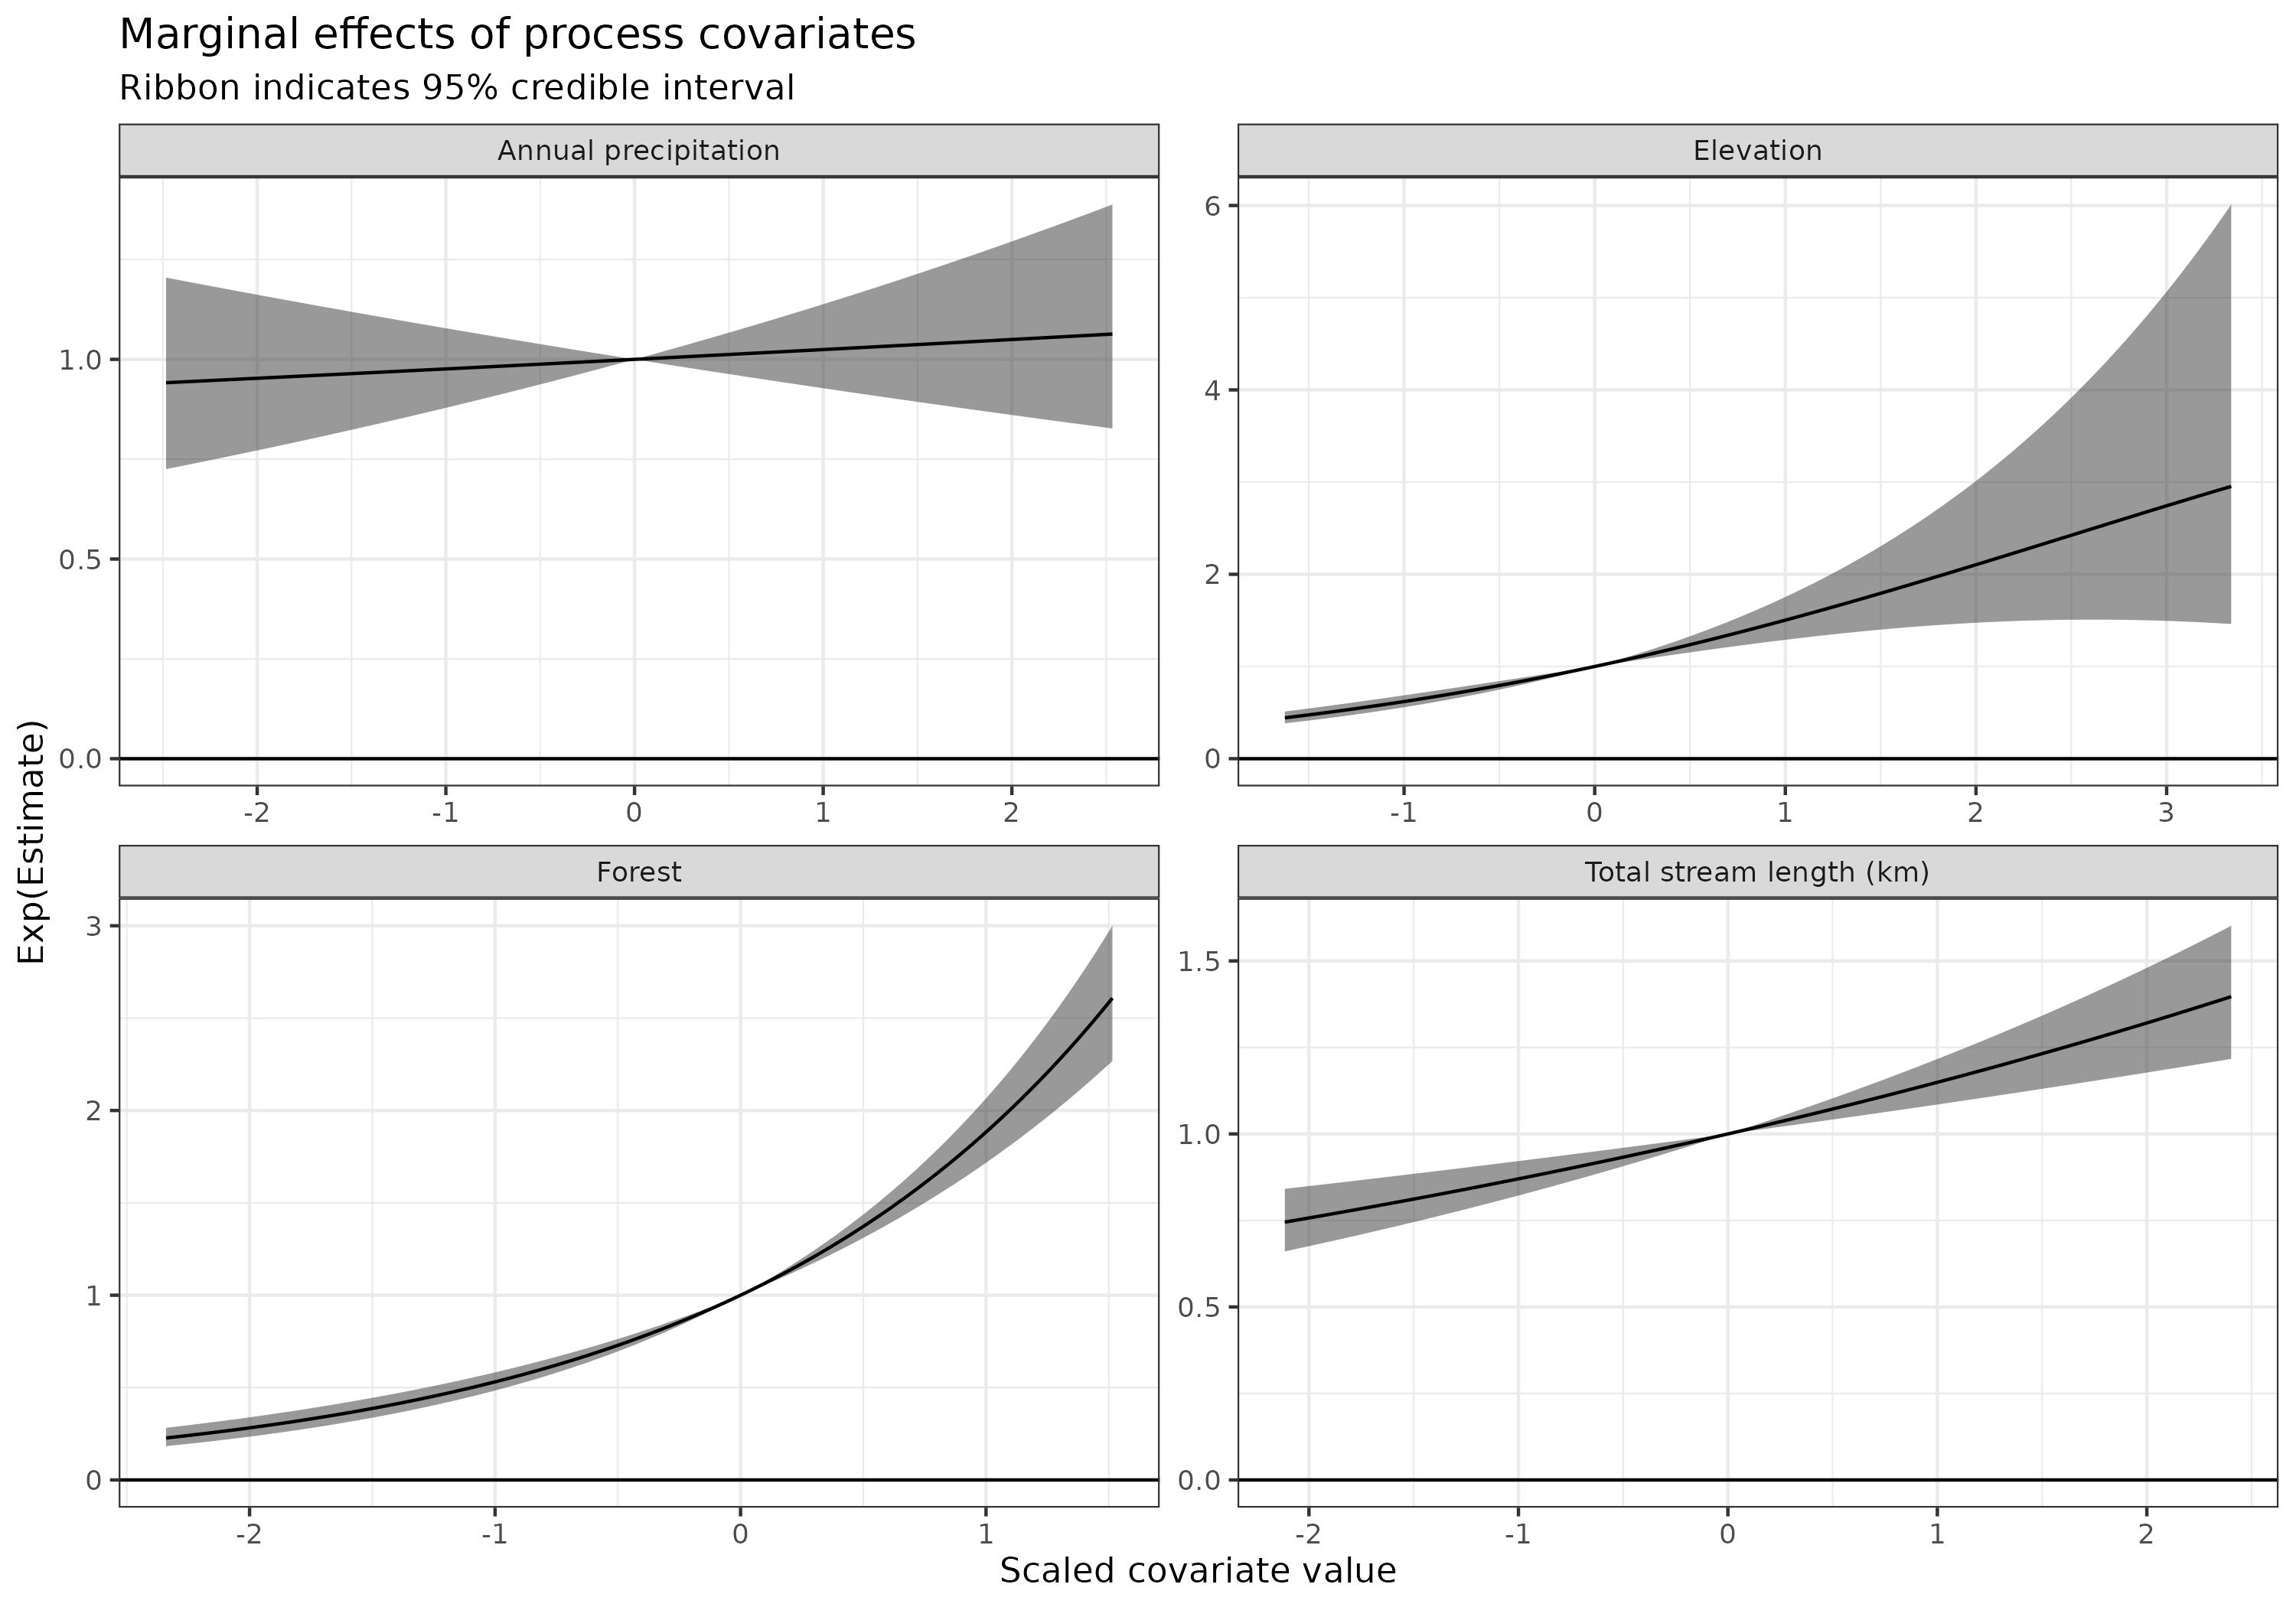 Marginal effects of process covariates
Ribbon indicates 95% credible interval
Annual precipitation
Elevation
1.0
0.5
0.0
-2 -1 0 1 2
6
4
2
0
-1 0 1 2 3
Exp(Estimate)
Forest
Total stream length (km)
3
2
1
0
-2 -1 0 1
1.5
1.0
0.5
0.0
-2 -1 0 1 2
Scaled covariate value